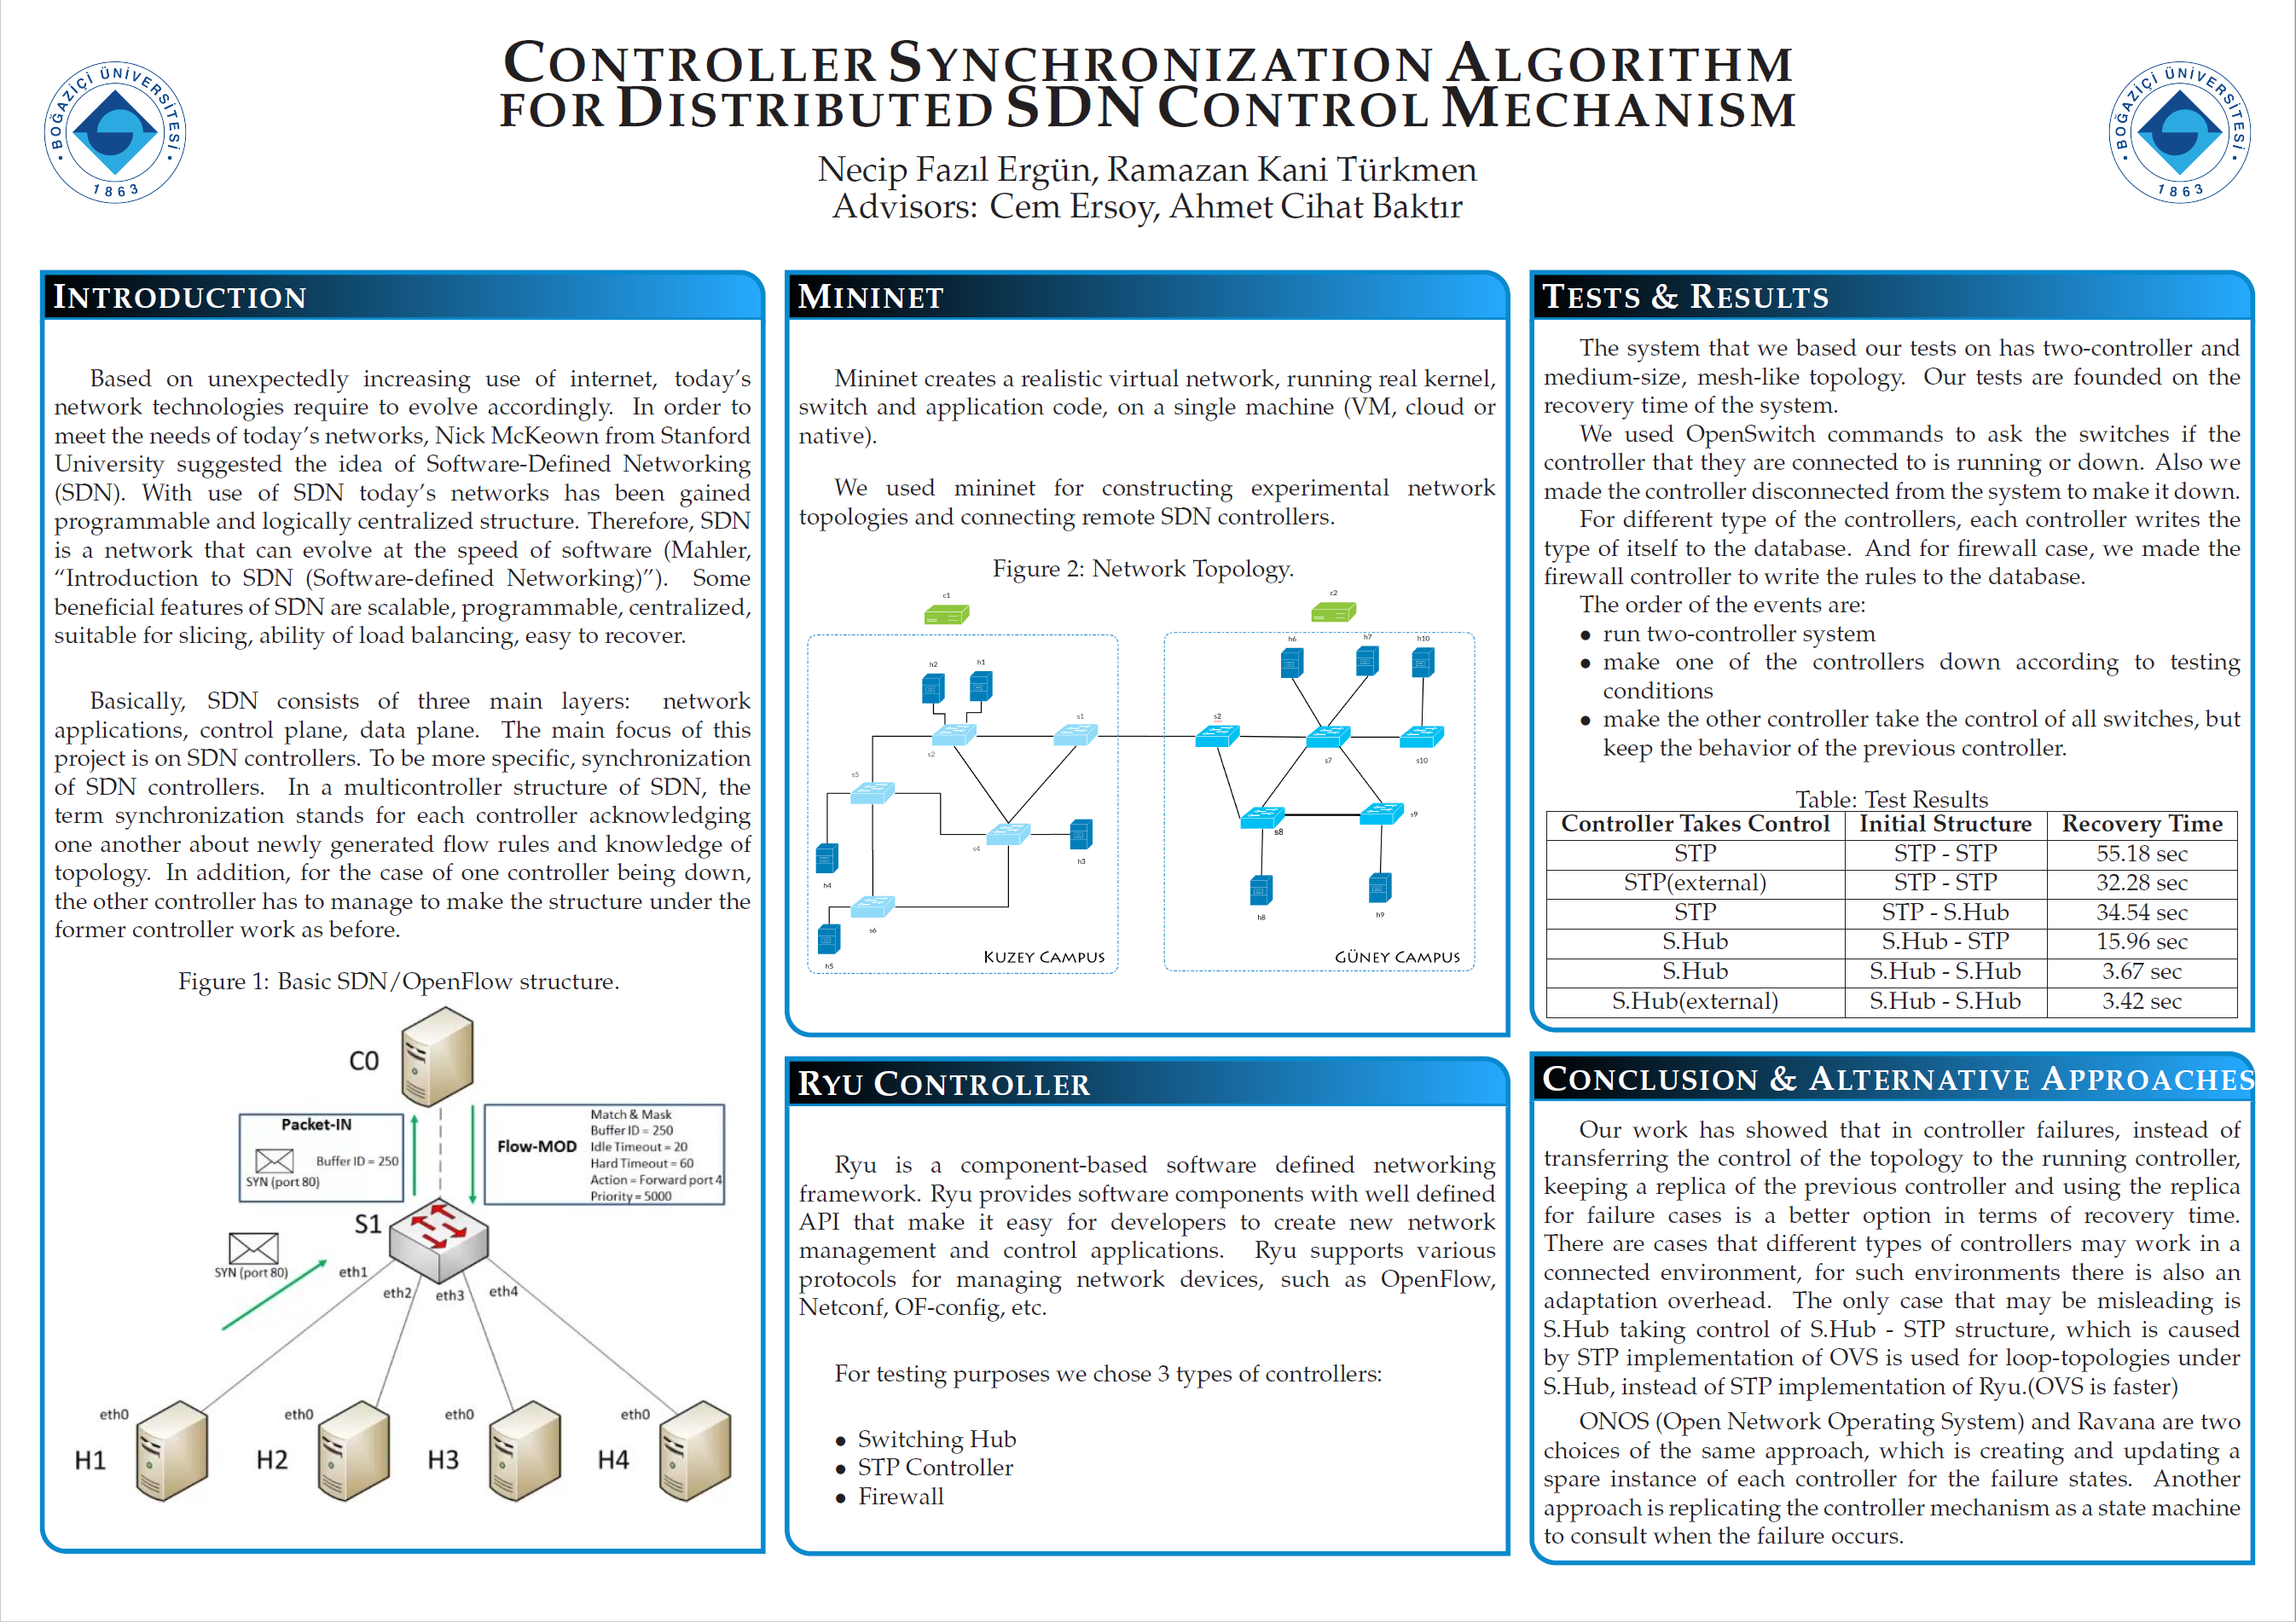 CONTROLLER SYNCHRONIZATION ALGORITHM
FOR DISTRIBUTED SDN CONTROL MECHANISM
Necip Fazıl Ergün, Ramazan Kani Türkmen
Advisors: Cem Ersoy, Ahmet Cihat Baktır
• BOĞAZİÇİ ÜNİVERSİTESİ •
1863
• BOĞAZİÇİ ÜNİVERSİTESİ •
1863
INTRODUCTION
Based on unexpectedly increasing use of internet, today's
network technologies require to evolve accordingly. In order to
meet the needs of today's networks, Nick McKeown from Stanford
University suggested the idea of Software-Defined Networking
(SDN). With use of SDN today's networks has been gained
programmable and logically centralized structure. Therefore, SDN
is a network that can evolve at the speed of software (Mahler,
“Introduction to SDN (Software-defined Networking)”). Some
beneficial features of SDN are scalable, programmable, centralized,
suitable for slicing, ability of load balancing, easy to recover.
Basically, SDN consists of three main layers: network
applications, control plane, data plane. The main focus of this
project is on SDN controllers. To be more specific, synchronization
of SDN controllers. In a multicontroller structure of SDN, the
term synchronization stands for each controller acknowledging
one another about newly generated flow rules and knowledge of
topology. In addition, for the case of one controller being down,
the other controller has to manage to make the structure under the
former controller work as before.
Figure 1: Basic SDN/OpenFlow structure.
C0
Packet-IN
Buffer ID = 250
SYN (port 80)
Flow-MOD
Match & Mask
Buffer ID = 250
Idle Timeout = 20
Hard Timeout = 60
Action = Forward port 4
Priority = 5000
S1
SYN (port 80)
eth1
eth2
eth3
eth4
eth0
eth0
eth0
eth0
H1
H2
H3
H4
MININET
Mininet creates a realistic virtual network, running real kernel,
switch and application code, on a single machine (VM, cloud or
native).
We used mininet for constructing experimental network
topologies and connecting remote SDN controllers.
Figure 2: Network Topology.
c1
c2
h2
h1
s1
s2
s5
s4
h3
h4
s6
h5
KUZEY CAMPUS
h6
h7
h10
s2
s7
s10
s8
s9
h8
h9
GÜNEY CAMPUS
RYU CONTROLLER
Ryu is a component-based software defined networking
framework. Ryu provides software components with well defined
API that make it easy for developers to create new network
management and control applications. Ryu supports various
protocols for managing network devices, such as OpenFlow,
Netconf, OF-config, etc.
For testing purposes we chose 3 types of controllers:
• Switching Hub
• STP Controller
• Firewall
TESTS & RESULTS
The system that we based our tests on has two-controller and
medium-size, mesh-like topology. Our tests are founded on the
recovery time of the system.
We used OpenSwitch commands to ask the switches if the
controller that they are connected to is running or down. Also we
made the controller disconnected from the system to make it down.
For different type of the controllers, each controller writes the
type of itself to the database. And for firewall case, we made the
firewall controller to write the rules to the database.
The order of the events are:
• run two-controller system
• make one of the controllers down according to testing
conditions
• make the other controller take the control of all switches, but
keep the behavior of the previous controller.
Table: Test Results
Controller Takes Control Initial Structure Recovery Time
STP STP - STP 55.18 sec
STP(external) STP - STP 32.28 sec
STP STP - S.Hub 34.54 sec
S.Hub S.Hub - STP 15.96 sec
S.Hub S.Hub - S.Hub 3.67 sec
S.Hub(external) S.Hub - S.Hub 3.42 sec
CONCLUSION & ALTERNATIVE APPROACHES
Our work has showed that in controller failures, instead of
transferring the control of the topology to the running controller,
keeping a replica of the previous controller and using the replica
for failure cases is a better option in terms of recovery time.
There are cases that different types of controllers may work in a
connected environment, for such environments there is also an
adaptation overhead. The only case that may be misleading is
S.Hub taking control of S.Hub - STP structure, which is caused
by STP implementation of OVS is used for loop-topologies under
S.Hub, instead of STP implementation of Ryu.(OVS is faster)
ONOS (Open Network Operating System) and Ravana are two
choices of the same approach, which is creating and updating a
spare instance of each controller for the failure states. Another
approach is replicating the controller mechanism as a state machine
to consult when the failure occurs.